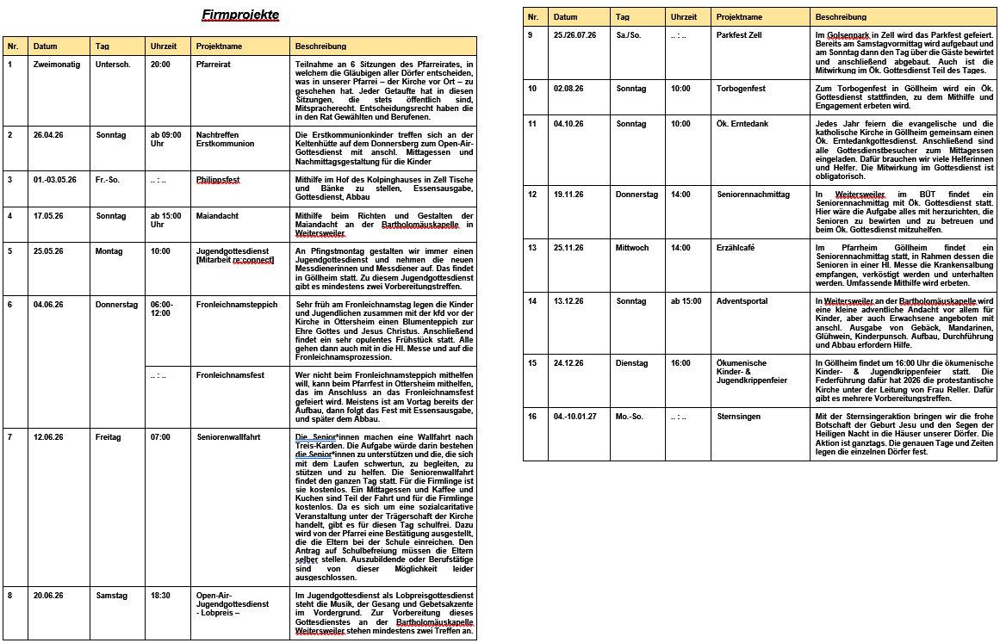 Firmprojekte
Nr. Datum Tag Uhrzeit Projektname Beschreibung
1 Zweimonatig Untersch. 20:00 Pfarreirat Teilnahme an 6 Sitzungen des Pfarreirates, in
welchem die Gläubigen aller Dörfer entscheiden,
was in unserer Pfarrei – der Kirche vor Ort – zu
geschehen hat. Jeder Getaufte hat in diesen
Sitzungen, die stets öffentlich sind,
Mitspracherecht. Entscheidungsrecht haben die
in den Rat Gewählten und Berufenen.
2 26.04.26 Sonntag ab 09:00 Nachtreffen Die Erstkommunionkinder treffen sich an der
Uhr Erstkommunion Keltenhütte auf dem Donnersberg zum Open-Air-
Gottesdienst mit anschl. Mittagessen und
Nachmittagsgestaltung für die Kinder
3 01.-03.05.26 Fr.-So. .. : .. Philippsfest Mithilfe im Hof des Kolpinghauses in Zell Tische
und Bänke zu stellen, Essensausgabe,
Gottesdienst, Abbau
4 17.05.26 Sonntag ab 15:00 Maiandacht Mithilfe beim Richten und Gestalten der
Uhr Maiandacht an der Bartholomäuskapelle in
Weitersweiler
5 25.05.26 Montag 10:00 Jugendgottesdienst An Pfingstmontag gestalten wir immer einen
[Mitarbeit re:connect] Jugendgottesdienst und nehmen die neuen
Messdienerinnen und Messdiener auf. Das findet
in Göllheim statt. Zu diesem Jugendgottesdienst
gibt es mindestens zwei Vorbereitungstreffen.
6 04.06.26 Donnerstag 06:00- Fronleichnamsteppich Sehr früh am Fronleichnamstag legen die Kinder
12:00 und Jugendlichen zusammen mit der kfd vor der
Kirche in Ottersheim einen Blumenteppich zur
Ehre Gottes und Jesus Christus. Anschließend
findet ein sehr opulentes Frühstück statt. Alle
gehen dann auch mit in die Hl. Messe und auf die
Fronleichnamsprozession.
.. : .. Fronleichnamsfest Wer nicht beim Fronleichnamsteppich mithelfen
will, kann beim Pfarrfest in Ottersheim mithelfen,
das im Anschluss an das Fronleichnamsfest
gefeiert wird. Meistens ist am Vortag bereits der
Aufbau, dann folgt das Fest mit Essensausgabe,
und später dem Abbau.
7 12.06.26 Freitag 07:00 Seniorenwallfahrt Die Senior*innen machen eine Wallfahrt nach
Treis-Karden. Die Aufgabe würde darin bestehen
die Senior*innen zu unterstützen und die, die sich
mit dem Laufen schwertun, zu begleiten, zu
stützen und zu helfen. Die Seniorenwallfahrt
findet den ganzen Tag statt. Für die Firmlinge ist
sie kostenlos. Ein Mittagessen und Kaffee und
Kuchen sind Teil der Fahrt und für die Firmlinge
kostenlos. Da es sich um eine sozialcaritative
Veranstaltung unter der Trägerschaft der Kirche
handelt, gibt es für diesen Tag schulfrei. Dazu
wird von der Pfarrei eine Bestätigung ausgestellt,
die die Eltern bei der Schule einreichen. Den
Antrag auf Schulbefreiung müssen die Eltern
selber stellen. Auszubildende oder Berufstätige
sind von dieser Möglichkeit leider
ausgeschlossen.
8 20.06.26 Samstag 18:30 Open-Air- Im Jugendgottesdienst als Lobpreisgottesdienst
Jugendgottesdienst steht die Musik, der Gesang und Gebetsakzente
- Lobpreis – im Vordergrund. Zur Vorbereitung dieses
Gottesdienstes an der Bartholomäuskapelle
Weitersweiler stehen mindestens zwei Treffen an.
Nr. Datum Tag Uhrzeit Projektname Beschreibung
9 25./26.07.26 Sa./So. .. : .. Parkfest Zell Im Golsenpark in Zell wird das Parkfest gefeiert.
Bereits am Samstagvormittag wird aufgebaut und
am Sonntag dann den Tag über die Gäste bewirtet
und anschließend abgebaut. Auch ist die
Mitwirkung im Ök. Gottesdienst Teil des Tages.
10 02.08.26 Sonntag 10:00 Torbogenfest Zum Torbogenfest in Göllheim wird ein Ök.
Gottesdienst stattfinden, zu dem Mithilfe und
Engagement erbeten wird.
11 04.10.26 Sonntag 10:00 Ök. Erntedank Jedes Jahr feiern die evangelische und die
katholische Kirche in Göllheim gemeinsam einen
Ök. Erntedankgottesdienst. Anschließend sind
alle Gottesdienstbesucher zum Mittagessen
eingeladen. Dafür brauchen wir viele Helferinnen
und Helfer. Die Mitwirkung im Gottesdienst ist
obligatorisch.
12 19.11.26 Donnerstag 14:00 Seniorennachmittag In Weitersweiler im BÜT findet ein
Seniorennachmittag mit Ök. Gottesdienst statt.
Hier wäre die Aufgabe alles mit herzurichten, die
Senioren zu bewirten und zu betreuen und
beim Ök. Gottesdienst mitzuhelfen.
13 25.11.26 Mittwoch 14:00 Erzählcafé Im Pfarrheim Göllheim findet ein
Seniorennachmittag statt, in Rahmen dessen die
Senioren in einer Hl. Messe die Krankensalbung
empfangen, verköstigt werden und unterhalten
werden. Umfassende Mithilfe wird erbeten.
14 13.12.26 Sonntag ab 15:00 Adventsportal In Weitersweiler an der Bartholomäuskapelle wird
eine kleine adventliche Andacht vor allem für
Kinder, aber auch Erwachsene angeboten mit
anschl. Ausgabe von Gebäck, Mandarinen,
Glühwein, Kinderpunsch. Aufbau, Durchführung
und Abbau erfordern Hilfe.
15 24.12.26 Dienstag 16:00 Ökumenische In Göllheim findet um 16:00 Uhr die ökumenische
Kinder- & Kinder- & Jugendkrippenfeier statt. Die
Jugendkrippenfeier Federführung dafür hat 2026 die protestantische
Kirche unter der Leitung von Frau Reller. Dafür
gibt es mehrere Vorbereitungstreffen.
16 04.-10.01.27 Mo.-So. .. : .. Sternsingen Mit der Sternsingeraktion bringen wir die frohe
Botschaft der Geburt Jesu und den Segen der
Heiligen Nacht in die Häuser unserer Dörfer. Die
Aktion ist ganztags. Die genauen Tage und Zeiten
legen die einzelnen Dörfer fest.